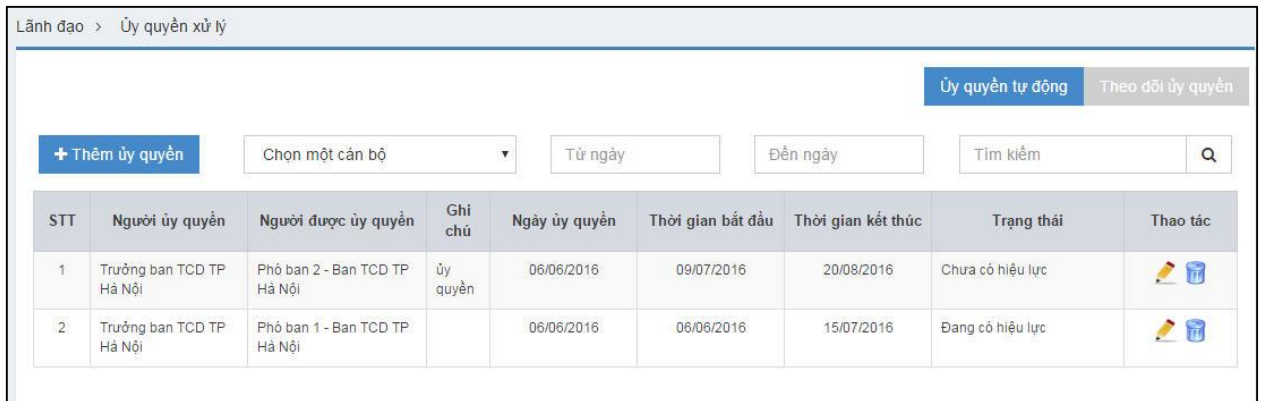 Lãnh đạo > Ủy quyền xử lý
Ủy quyền tự động Theo dõi ủy quyền
+ Thêm ủy quyền Chọn một cán bộ Từ ngày Đến ngày Tìm kiếm
STT Người ủy quyền Người được ủy quyền Ghi chú Ngày ủy quyền Thời gian bắt đầu Thời gian kết thúc Trạng thái Thao tác
1 Trưởng ban TCD TP Hà Nội Phó ban 2 - Ban TCD TP Hà Nội ủy quyền 06/06/2016 09/07/2016 20/08/2016 Chưa có hiệu lực
2 Trưởng ban TCD TP Hà Nội Phó ban 1 - Ban TCD TP Hà Nội 06/06/2016 06/06/2016 15/07/2016 Đang có hiệu lực